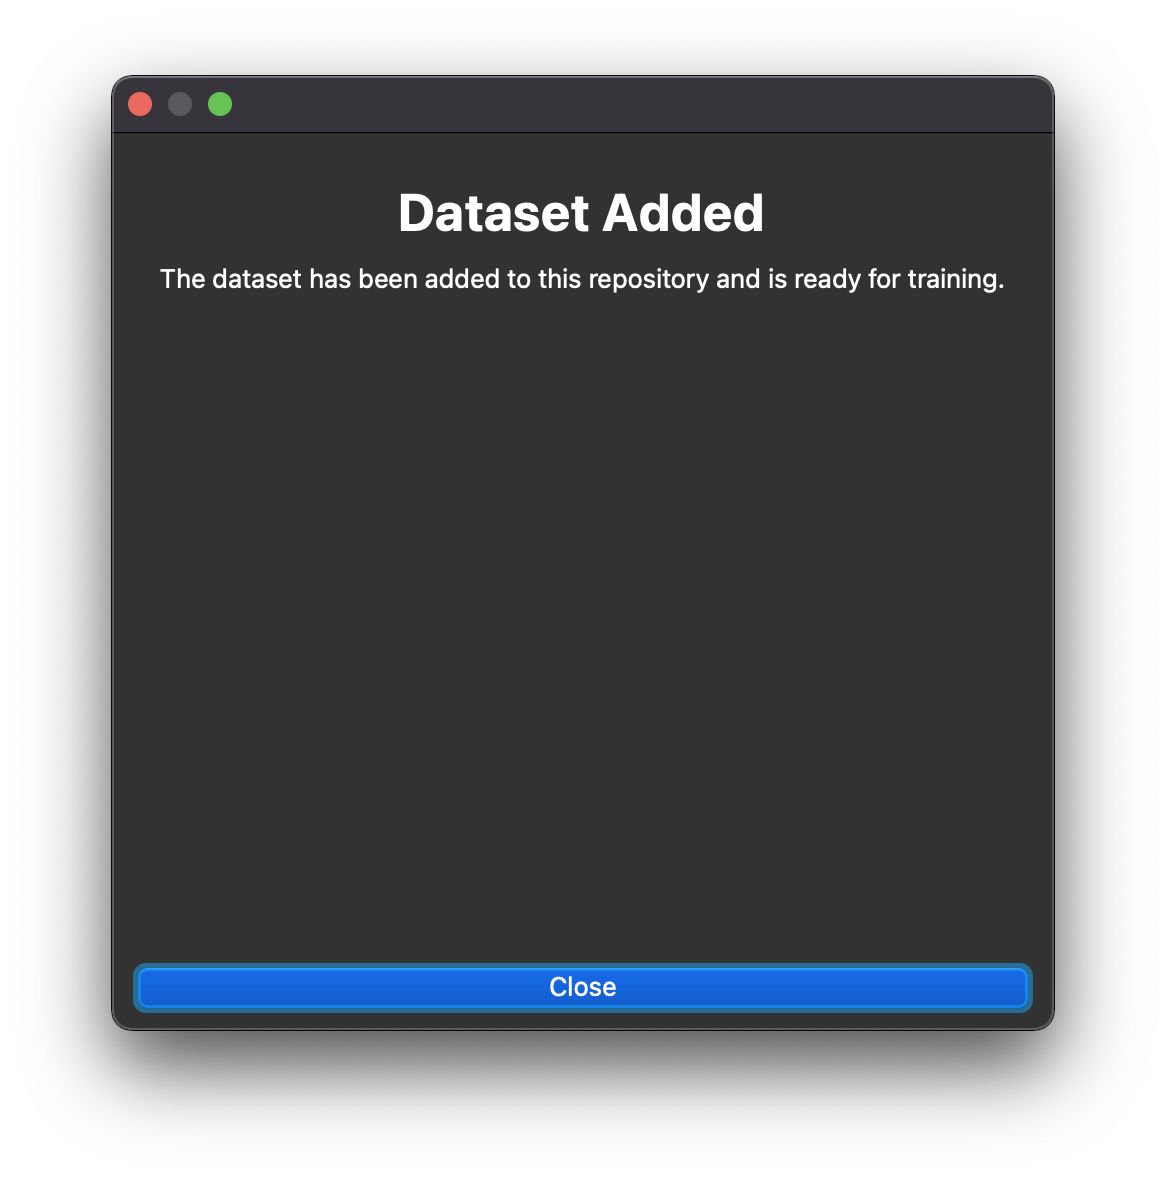 Dataset Added
The dataset has been added to this repository and is ready for training.
Close